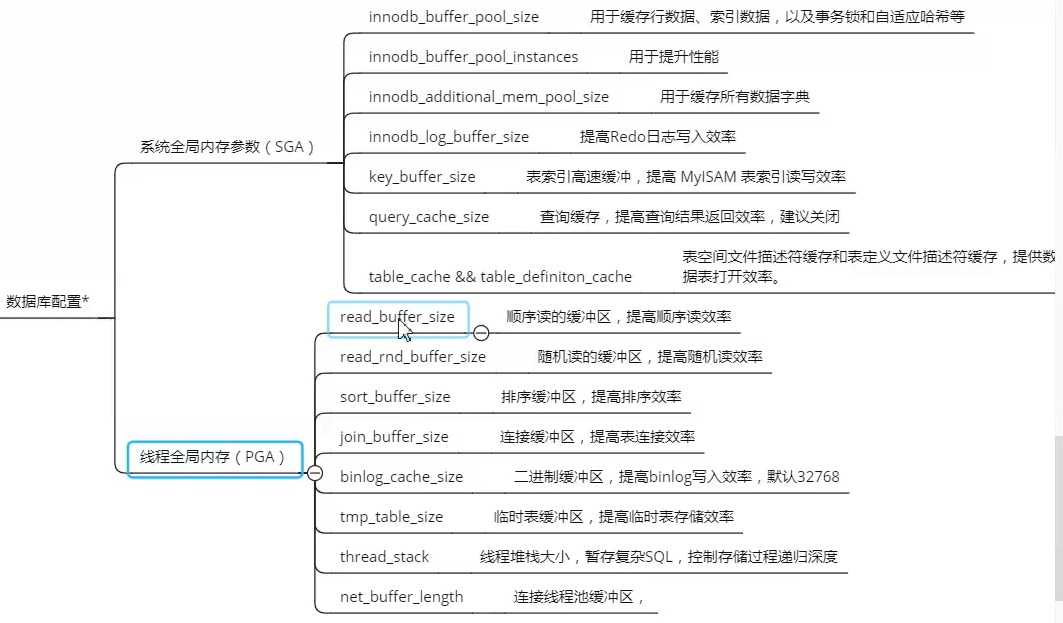 innodb_buffer_pool_size 用于缓存行数据、索引数据，以及事务锁和自适应哈希等
innodb_buffer_pool_instances 用于提升性能
innodb_additional_mem_pool_size 用于缓存所有数据字典
系统全局内存参数（SGA）
innodb_log_buffer_size 提高Redo日志写入效率
key_buffer_size 表索引高速缓冲，提高 MyISAM 表索引读写效率
query_cache_size 查询缓存，提高查询结果返回效率，建议关闭
table_cache && table_definiton_cache
表空间文件描述符缓存和表定义文件描述符缓存，提供数
据表打开效率。
数据库配置*
read_buffer_size 顺序读的缓冲区，提高顺序读效率
read_rnd_buffer_size 随机读的缓冲区，提高随机读效率
sort_buffer_size 排序缓冲区，提高排序效率
join_buffer_size 连接缓冲区，提高表连接效率
线程全局内存（PGA）
binlog_cache_size 二进制缓冲区，提高binlog写入效率，默认32768
tmp_table_size 临时表缓冲区，提高临时表存储效率
thread_stack 线程堆栈大小，暂存复杂SQL，控制存储过程递归深度
net_buffer_length 连接线程池缓冲区，